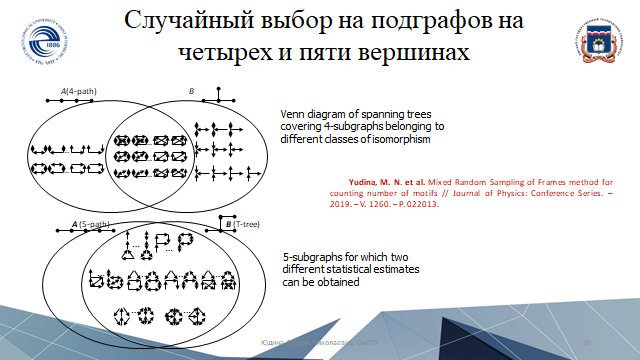 Случайный выбор на подграфов на
четырех и пяти вершинах
1886
A(4-path)
B
Venn diagram of spanning trees
covering 4-subgraphs belonging to
different classes of isomorphism
Yudina, M. N. et al. Mixed Random Sampling of Frames method for
counting number of motifs // Journal of Physics: Conference Series. –
2019. – V. 1260. – P. 022013.
A (5-path)
B (T-tree)
5-subgraphs for which two
different statistical estimates
can be obtained
26